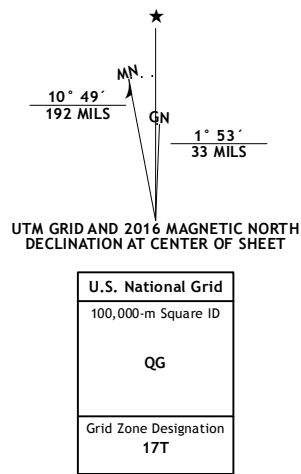 ★
MN
10° 49´
192 MILS
GN
1° 53´
33 MILS
UTM GRID AND 2016 MAGNETIC NORTH
DECLINATION AT CENTER OF SHEET
U.S. National Grid
100,000-m Square ID
QG
Grid Zone Designation
17T